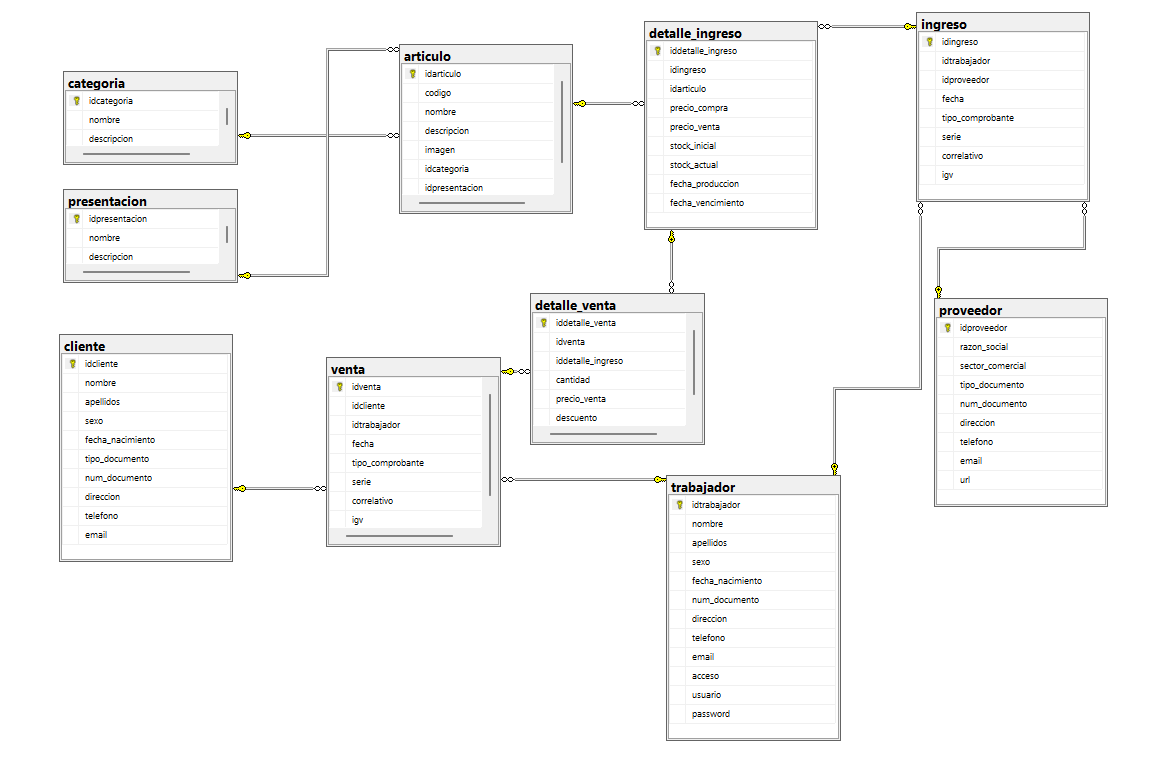 categoria
idcategoria
nombre
descripcion
presentacion
idpresentacion
nombre
descripcion
articulo
idarticulo
codigo
nombre
descripcion
imagen
idcategoria
idpresentacion
detalle_ingreso
iddetalle_ingreso
idingreso
idarticulo
precio_compra
precio_venta
stock_inicial
stock_actual
fecha_produccion
fecha_vencimiento
ingreso
idingreso
idtrabajador
idproveedor
fecha
tipo_comprobante
serie
correlativo
igv
cliente
idcliente
nombre
apellidos
sexo
fecha_nacimiento
tipo_documento
num_documento
direccion
telefono
email
venta
idventa
idcliente
idtrabajador
fecha
tipo_comprobante
serie
correlativo
igv
detalle_venta
iddetalle_venta
idventa
iddetalle_ingreso
cantidad
precio_venta
descuento
proveedor
idproveedor
razon_social
sector_comercial
tipo_documento
num_documento
direccion
telefono
email
url
trabajador
idtrabajador
nombre
apellidos
sexo
fecha_nacimiento
num_documento
direccion
telefono
email
acceso
usuario
password